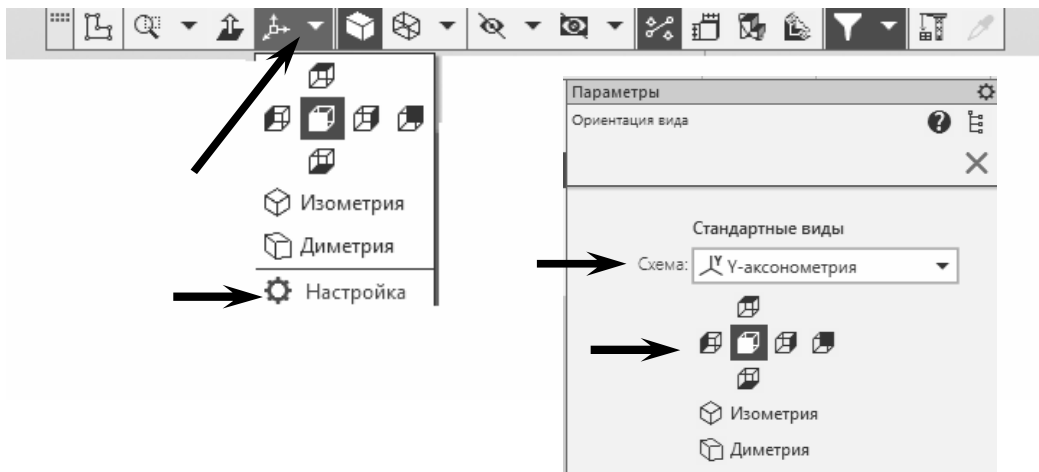 Изометрия
Диметрия
Настройка
Параметры
Ориентация вида
Стандартные виды
Схема: Y-аксонометрия
Изометрия
Диметрия